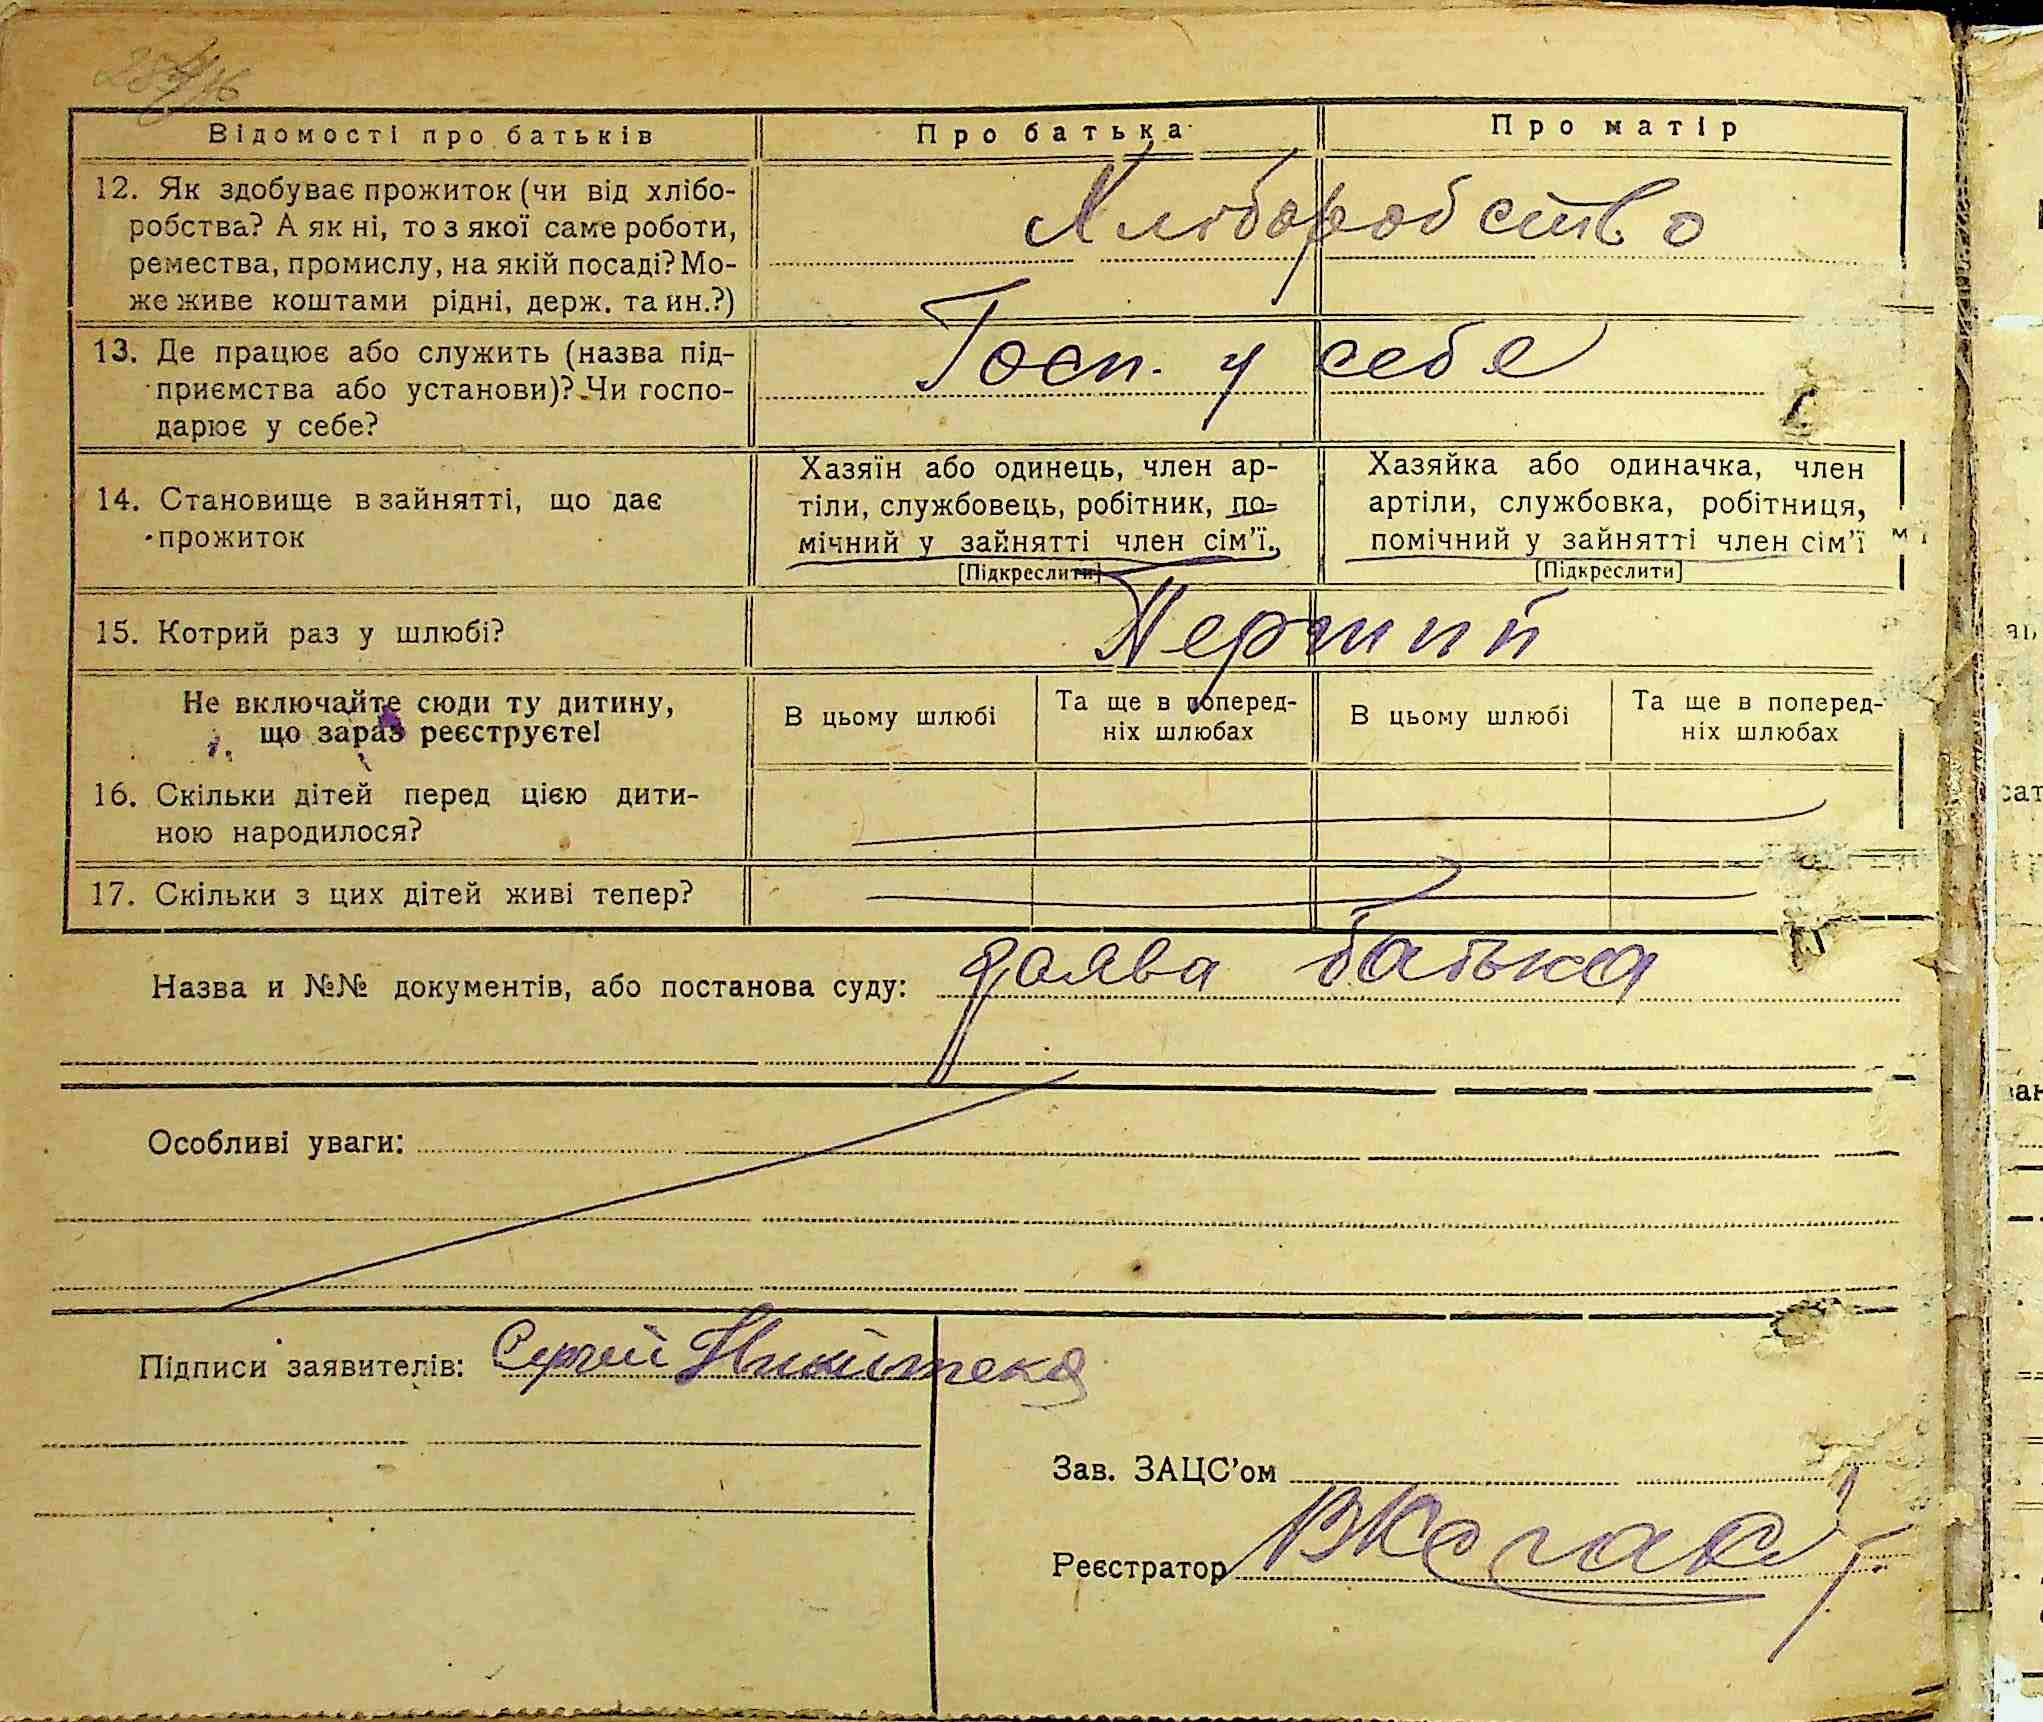 Відомості про батьків Про батька Про матір
12. Як здобуває прожиток (чи від хлібо-
робства? А як ні, то з якої саме роботи,
ремества, промислу, на якій посаді? Мо-
же живе коштами рідні, держ. та ин.?)
Хліборобство
13. Де працює або служить (назва під-
приємства або установи)? Чи госпо-
дарює у себе?
Госп. у себе
14. Становище в зайнятті, що дає
прожиток
Хазяїн або одинець, член ар-
тіли, службовець, робітник, по-
мічний у зайнятті член сім'ї.
[Підкреслити]
Хазяйка або одиначка, член
артіли, службовка, робітниця,
помічний у зайнятті член сім'ї
[Підкреслити]
15. Котрий раз у шлюбі?
Перший
Не включайте сюди ту дитину,
що зараз реєструєте!
В цьому шлюбі
Та ще в поперед-
ніх шлюбах
В цьому шлюбі
Та ще в поперед-
ніх шлюбах
16. Скільки дітей перед цією дити-
ною народилося?
17. Скільки з цих дітей живі тепер?
Назва и №№ документів, або постанова суду: Заява батька
Особливі уваги:
Підписи заявителів: Сергій
Зав. ЗАЦС'ом
Реєстратор